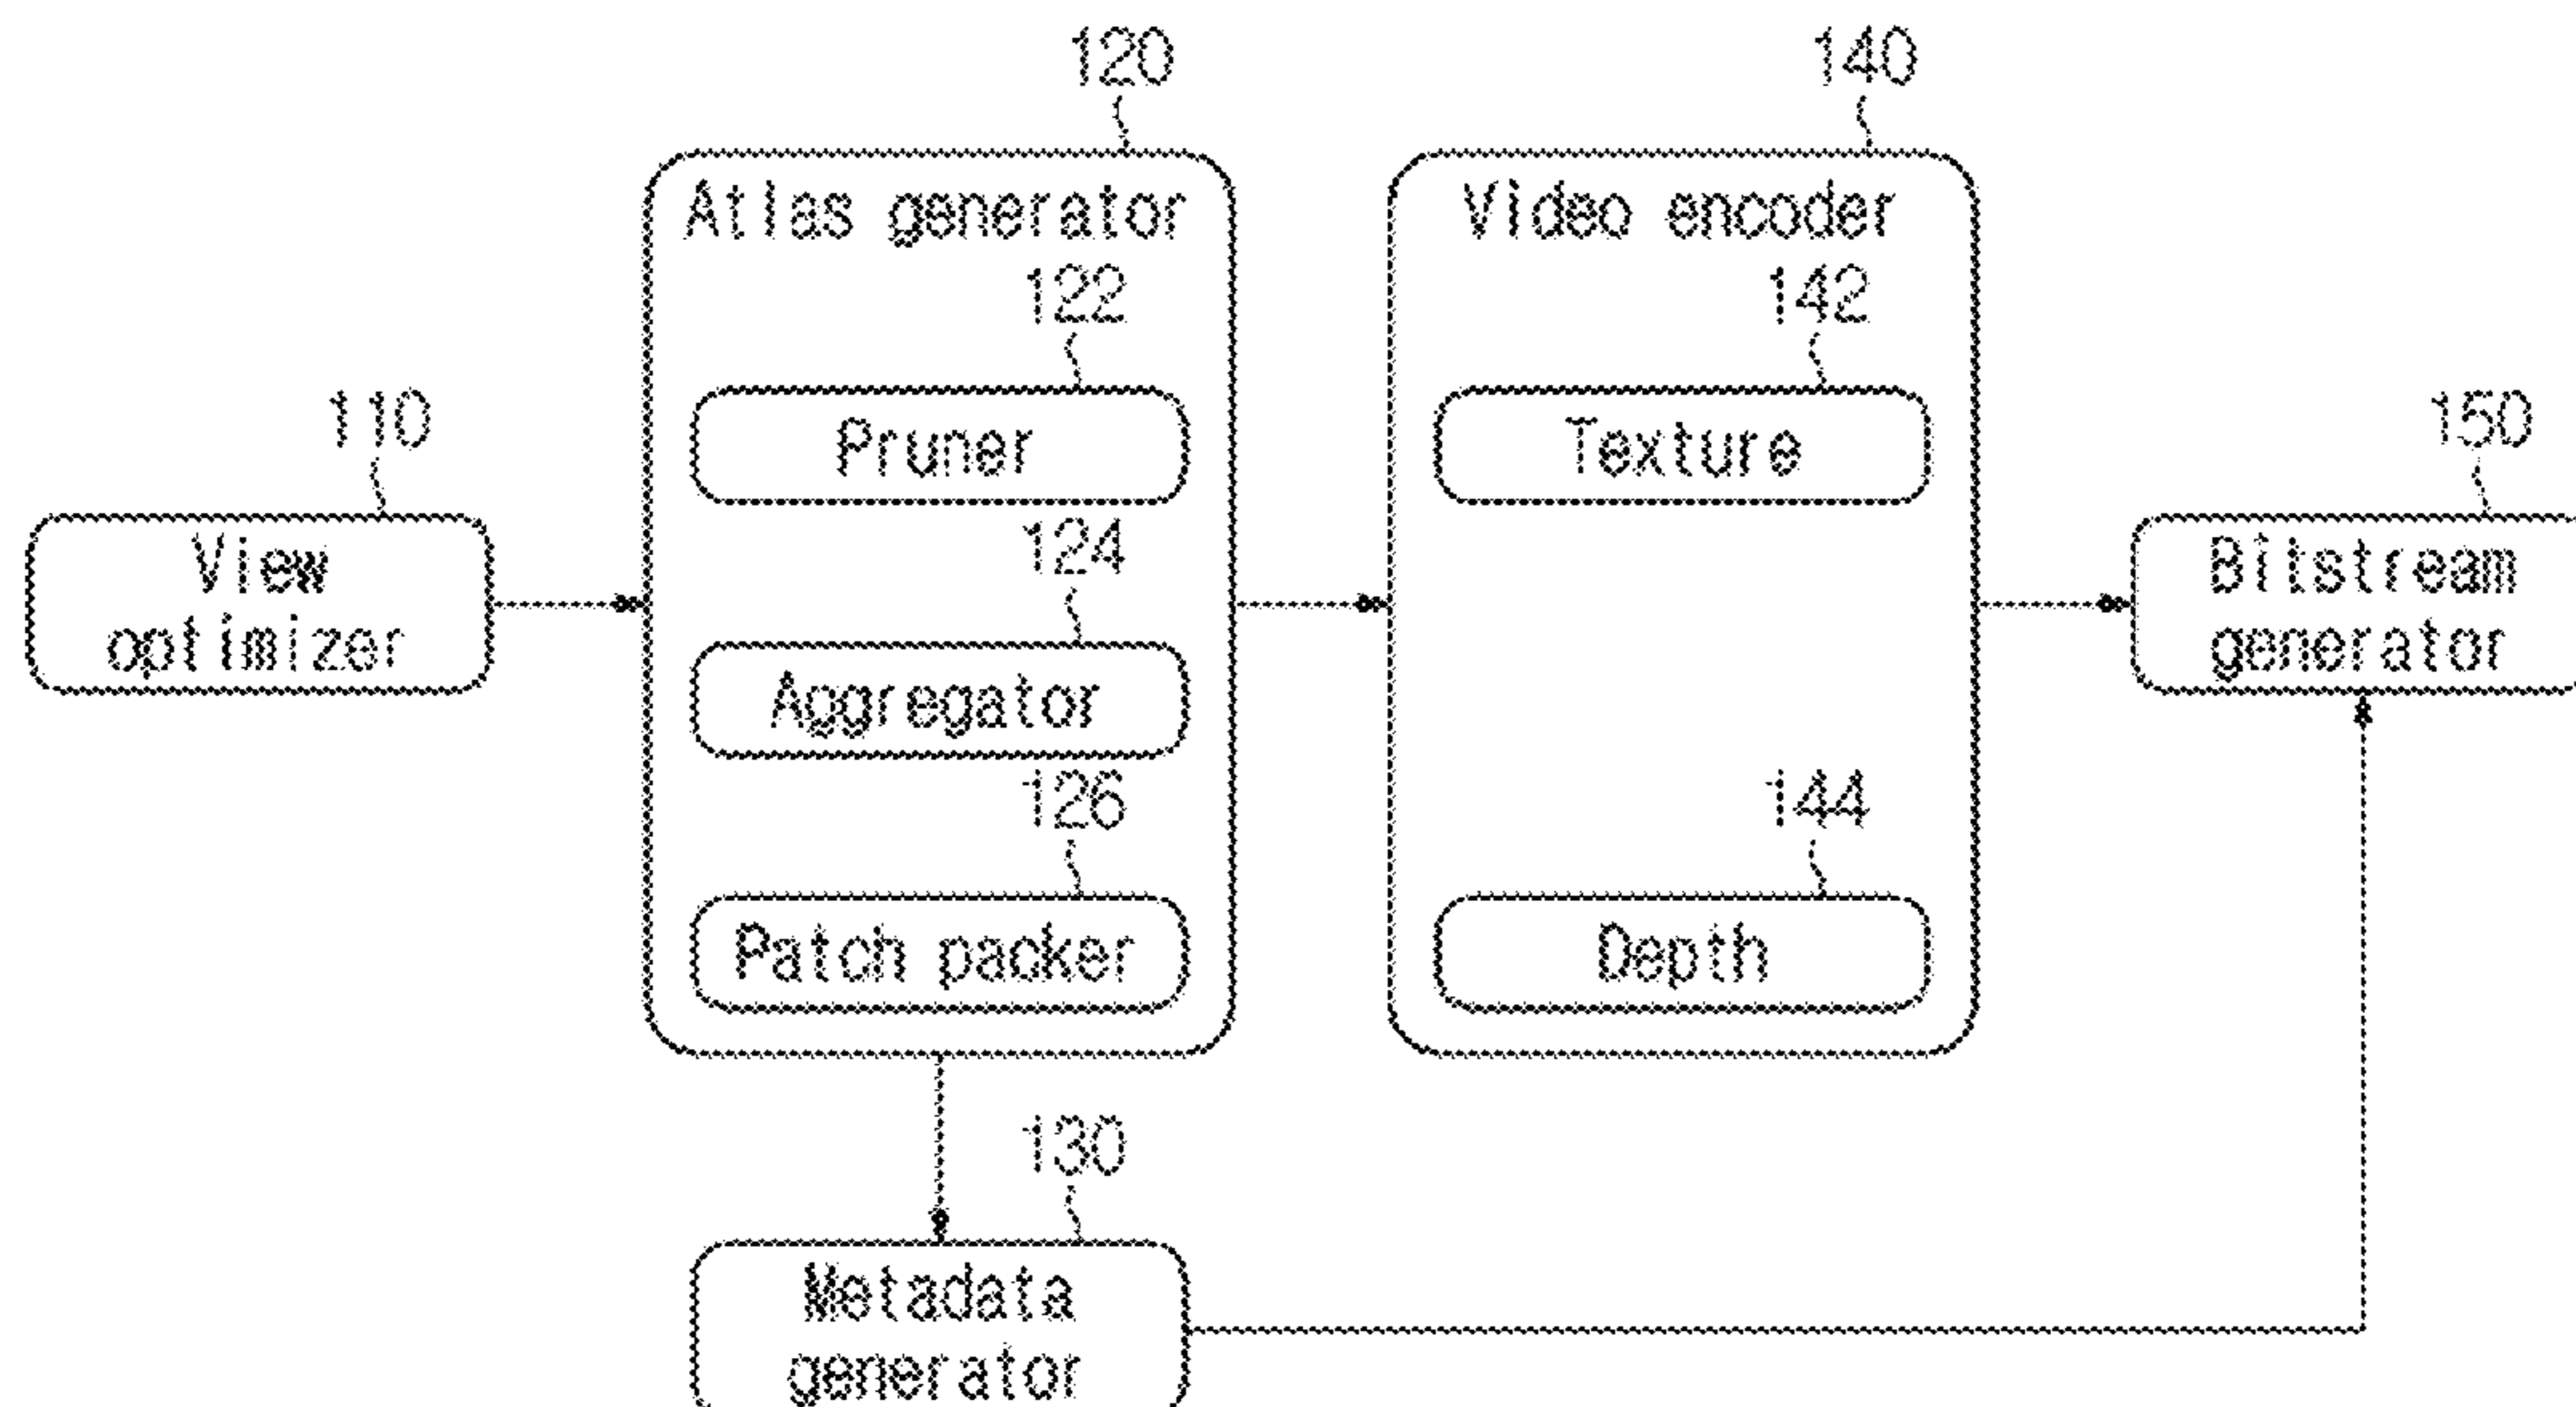 120
140
Atlas generator
Video encoder
122
142
110
Pruner
Texture
150
124
View
optimizer
Bitstream
generator
Aggregator
126
144
Patch packer
Depth
130
Metadata
generator